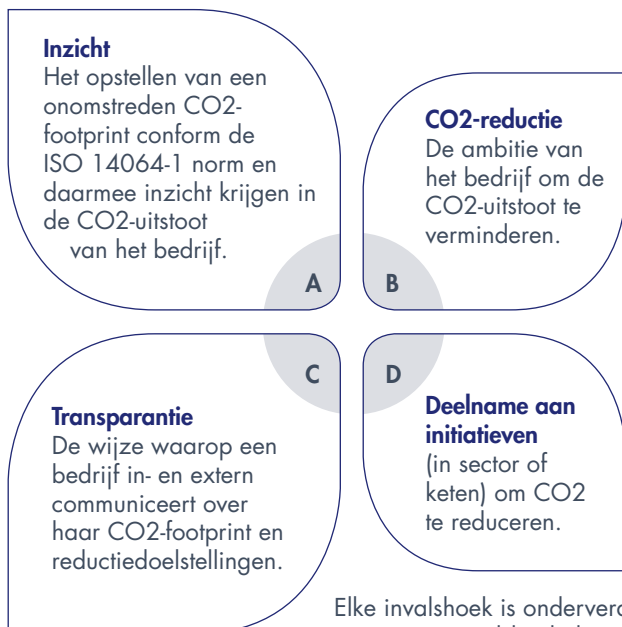 Inzicht
Het opstellen van een
onomstreden CO2-
footprint conform de
ISO 14064-1 norm en
daarmee inzicht krijgen in
de CO2-uitstoot
van het bedrijf.
A
CO2-reductie
De ambitie van
het bedrijf om de
CO2-uitstoot te
verminderen.
B
C
Transparantie
De wijze waarop een
bedrijf in- en extern
communiceert over
haar CO2-footprint en
reductiedoelstellingen.
D
Deelname aan
initiatieven
(in sector of
keten) om CO2
te reduceren.
Elke invalshoek is